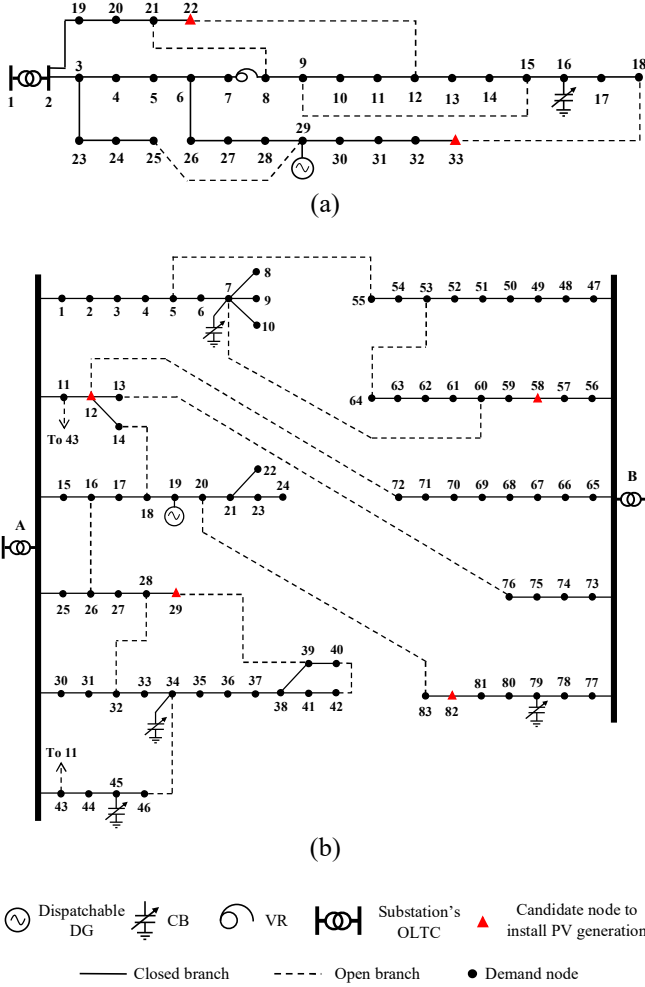 19 20 21 22
3 9 15 16 18
1 2 4 5 6 7 8 10 11 12 13 14 17
29
23 24 25 26 27 28 30 31 32 33
(a)
8
7
55 54 53 52 51 50 49 48 47
9
1 2 3 4 5 6
10
11 13
64 63 62 61 60 59 58 57 56
12
To 43 14
22
15 16 17 19 20 24 72 71 70 69 68 67 66 65
B
18 21 23
A
28 76 75 74 73
25 26 27 29
39 40
30 31 33 34 35 36 37 81 80 79 78 77
32 38 41 42 83 82
To 11
45
43 44 46
(b)
Dispatchable DG
CB
VR
Substation's OLTC
Candidate node to
install PV generation
Closed branch Open branch Demand node